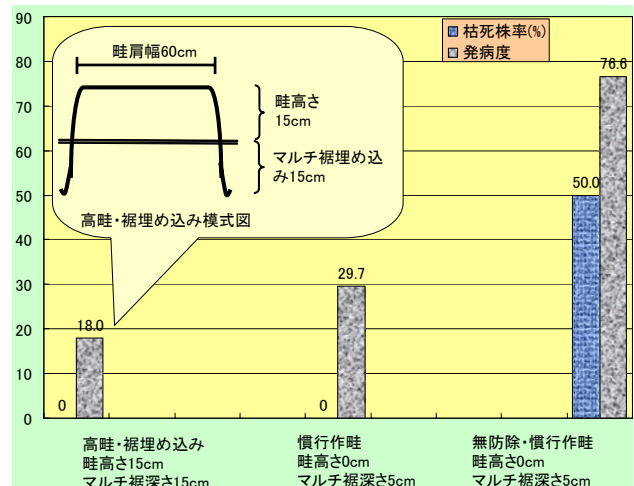 90
80
70
60
50
40
30
20
10
0
畦肩幅60cm
畦高さ
15cm
マルチ裾埋め込
み15cm
高畦・裾埋め込み模式図
枯死株率(%)
発病度
0
18.0
0
29.7
50.0
76.6
高畦・裾埋め込み
畦高さ15cm
マルチ裾深さ15cm
慣行作畦
畦高さ0cm
マルチ裾深さ5cm
無防除・慣行作畦
畦高さ0cm
マルチ裾深さ5cm